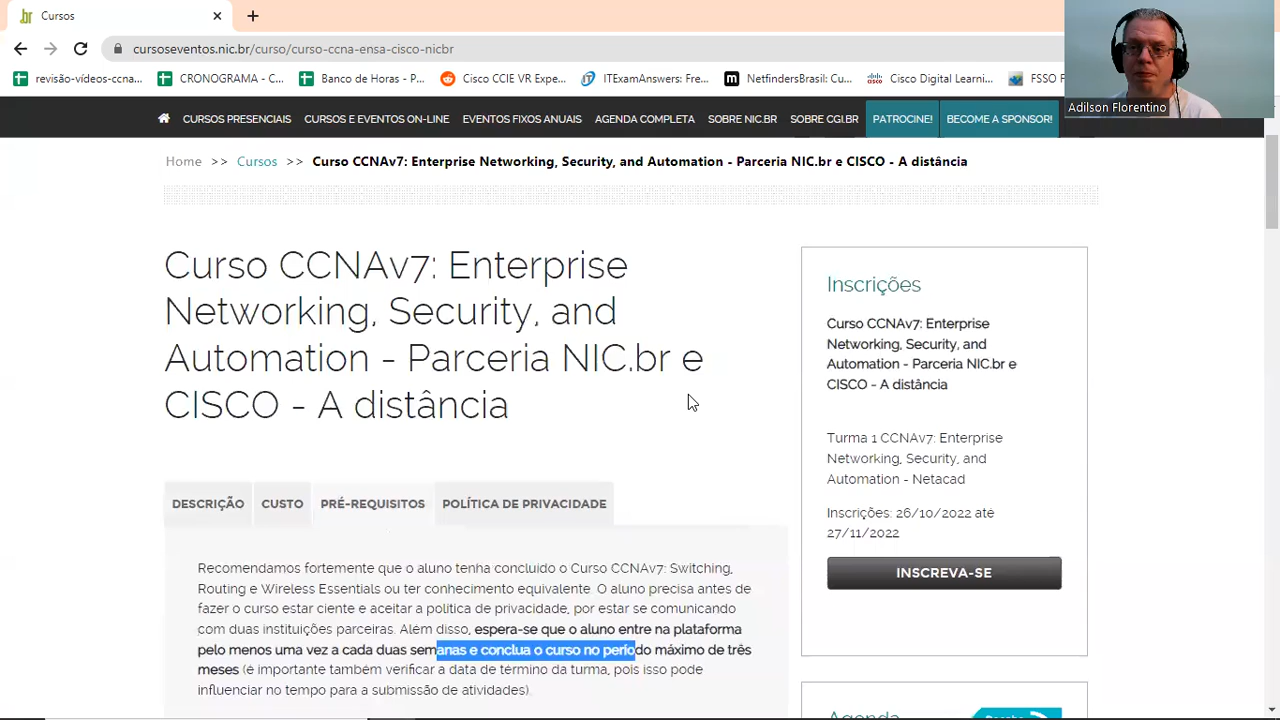 .br Cursos
cursoseventos.nic.br/curso/curso-ccna-ensa-cisco-nicbr
revisão-vídeos-ccna... CRONOGRAMA - C... Banco de Horas - P... Cisco CCIE VR Expe... ITExamAnswers: Fre... NetfindersBrasil: Cu... Cisco Digital Learni... FSSO F
Adilson Florentino
CURSOS PRESENCIAIS CURSOS E EVENTOS ON-LINE EVENTOS FIXOS ANUAIS AGENDA COMPLETA SOBRE NIC.BR SOBRE CGI.BR PATROCINE! BECOME A SPONSOR!
Home >> Cursos >> Curso CCNAv7: Enterprise Networking, Security, and Automation - Parceria NIC.br e CISCO - A distância
Curso CCNAv7: Enterprise
Networking, Security, and
Automation - Parceria NIC.br e
CISCO - A distância
DESCRIÇÃO CUSTO PRÉ-REQUISITOS POLÍTICA DE PRIVACIDADE
Recomendamos fortemente que o aluno tenha concluído o Curso CCNAv7: Switching,
Routing e Wireless Essentials ou ter conhecimento equivalente. O aluno precisa antes de
fazer o curso estar ciente e aceitar a política de privacidade, por estar se comunicando
com duas instituições parceiras. Além disso, espera-se que o aluno entre na plataforma
pelo menos uma vez a cada duas semanas e conclua o curso no período máximo de três
meses (é importante também verificar a data de término da turma, pois isso pode
influenciar no tempo para a submissão de atividades).
Inscrições
Curso CCNAv7: Enterprise
Networking, Security, and
Automation - Parceria NIC.br e
CISCO - A distância
Turma 1 CCNAv7: Enterprise
Networking, Security, and
Automation - Netacad
Inscrições: 26/10/2022 até
27/11/2022
INSCREVA-SE
Agenda